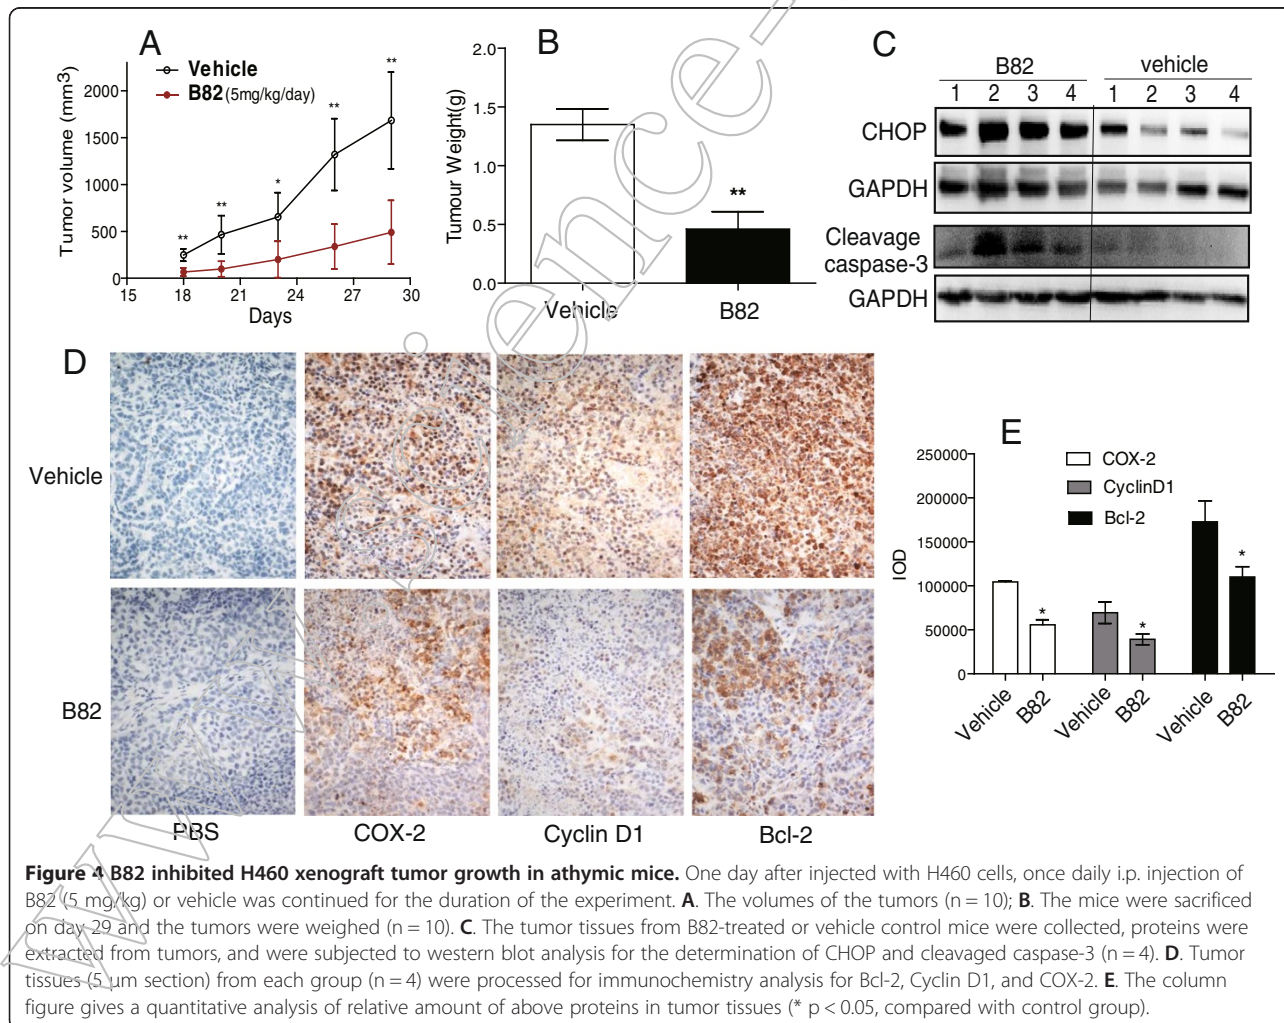 A
Vehicle
B82 (5mg/kg/day)
Tumor volume (mm3)
2000
1500
1000
500
0
**
**
*
**
**
15 18 21 24 27 30
Days
B
Tumour Weight(g)
2.0
1.5
1.0
0.5
0.0
**
Vehicle B82
C
B82 vehicle
1 2 3 4 1 2 3 4
CHOP
GAPDH
Cleavage
caspase-3
GAPDH
D
Vehicle
B82
PBS COX-2 Cyclin D1 Bcl-2
E
COX-2
CyclinD1
Bcl-2
IOD
250000
200000
150000
100000
50000
0
*
*
*
Vehicle B82 Vehicle B82 Vehicle B82
Figure 4 B82 inhibited H460 xenograft tumor growth in athymic mice. One day after injected with H460 cells, once daily i.p. injection of
B82 (5 mg/kg) or vehicle was continued for the duration of the experiment. A. The volumes of the tumors (n = 10); B. The mice were sacrificed
on day 29 and the tumors were weighed (n = 10). C. The tumor tissues from B82-treated or vehicle control mice were collected, proteins were
extracted from tumors, and were subjected to western blot analysis for the determination of CHOP and cleavaged caspase-3 (n = 4). D. Tumor
tissues (5 μm section) from each group (n = 4) were processed for immunochemistry analysis for Bcl-2, Cyclin D1, and COX-2. E. The column
figure gives a quantitative analysis of relative amount of above proteins in tumor tissues (* p < 0.05, compared with control group).